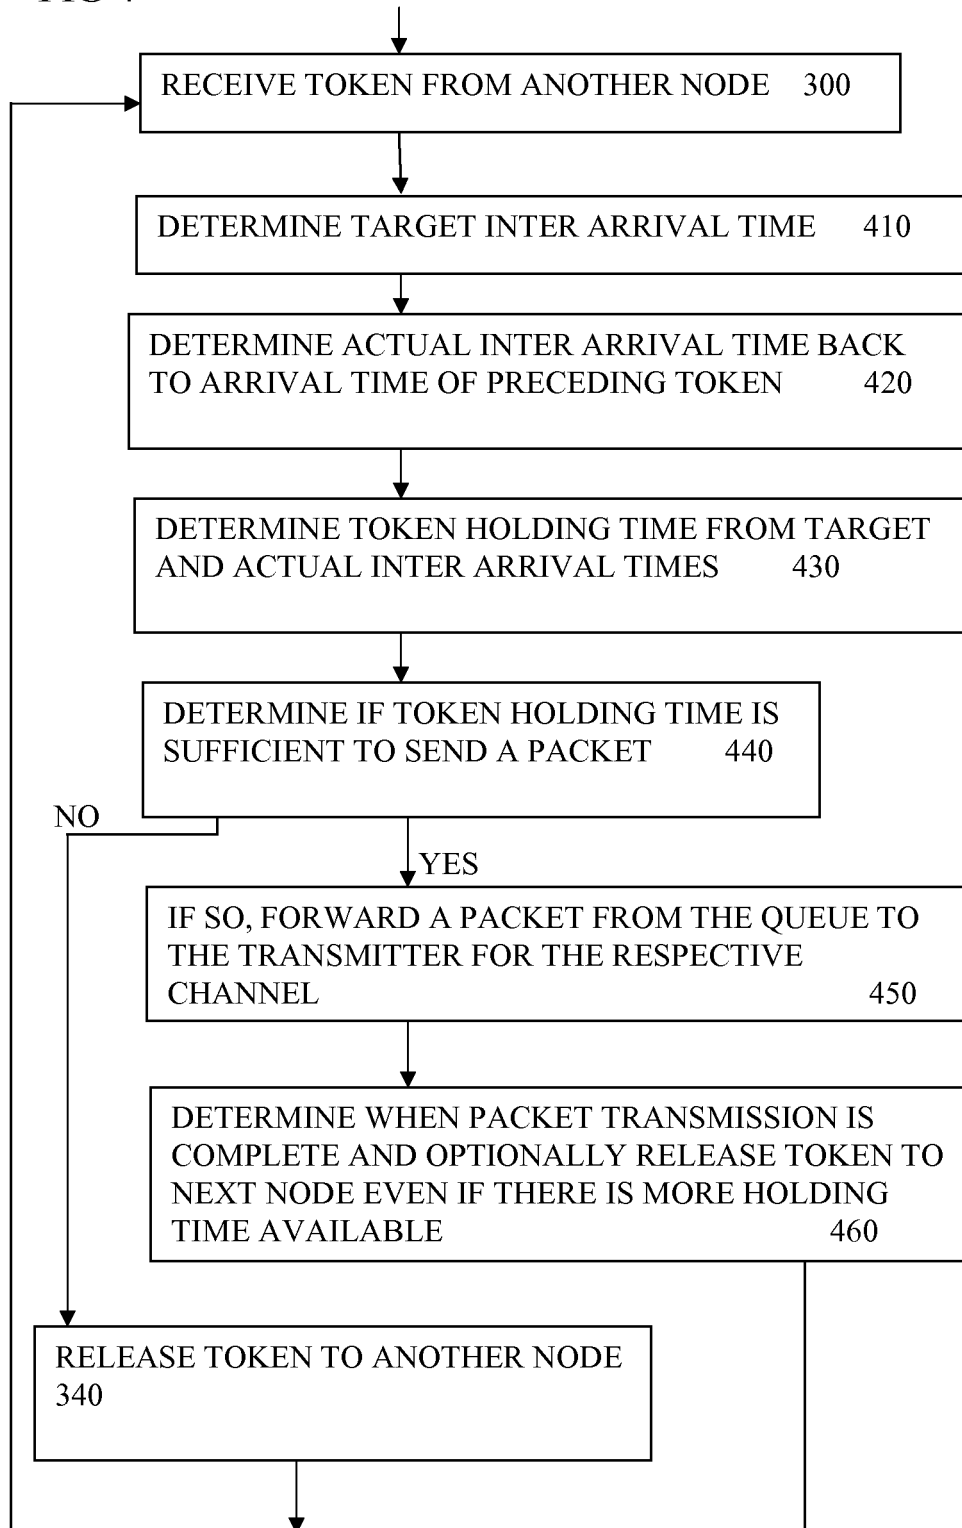 RECEIVE TOKEN FROM ANOTHER NODE 300
DETERMINE TARGET INTER ARRIVAL TIME 410
DETERMINE ACTUAL INTER ARRIVAL TIME BACK
TO ARRIVAL TIME OF PRECEDING TOKEN 420
DETERMINE TOKEN HOLDING TIME FROM TARGET
AND ACTUAL INTER ARRIVAL TIMES 430
DETERMINE IF TOKEN HOLDING TIME IS
SUFFICIENT TO SEND A PACKET 440
NO
YES
IF SO, FORWARD A PACKET FROM THE QUEUE TO
THE TRANSMITTER FOR THE RESPECTIVE
CHANNEL 450
DETERMINE WHEN PACKET TRANSMISSION IS
COMPLETE AND OPTIONALLY RELEASE TOKEN TO
NEXT NODE EVEN IF THERE IS MORE HOLDING
TIME AVAILABLE 460
RELEASE TOKEN TO ANOTHER NODE
340